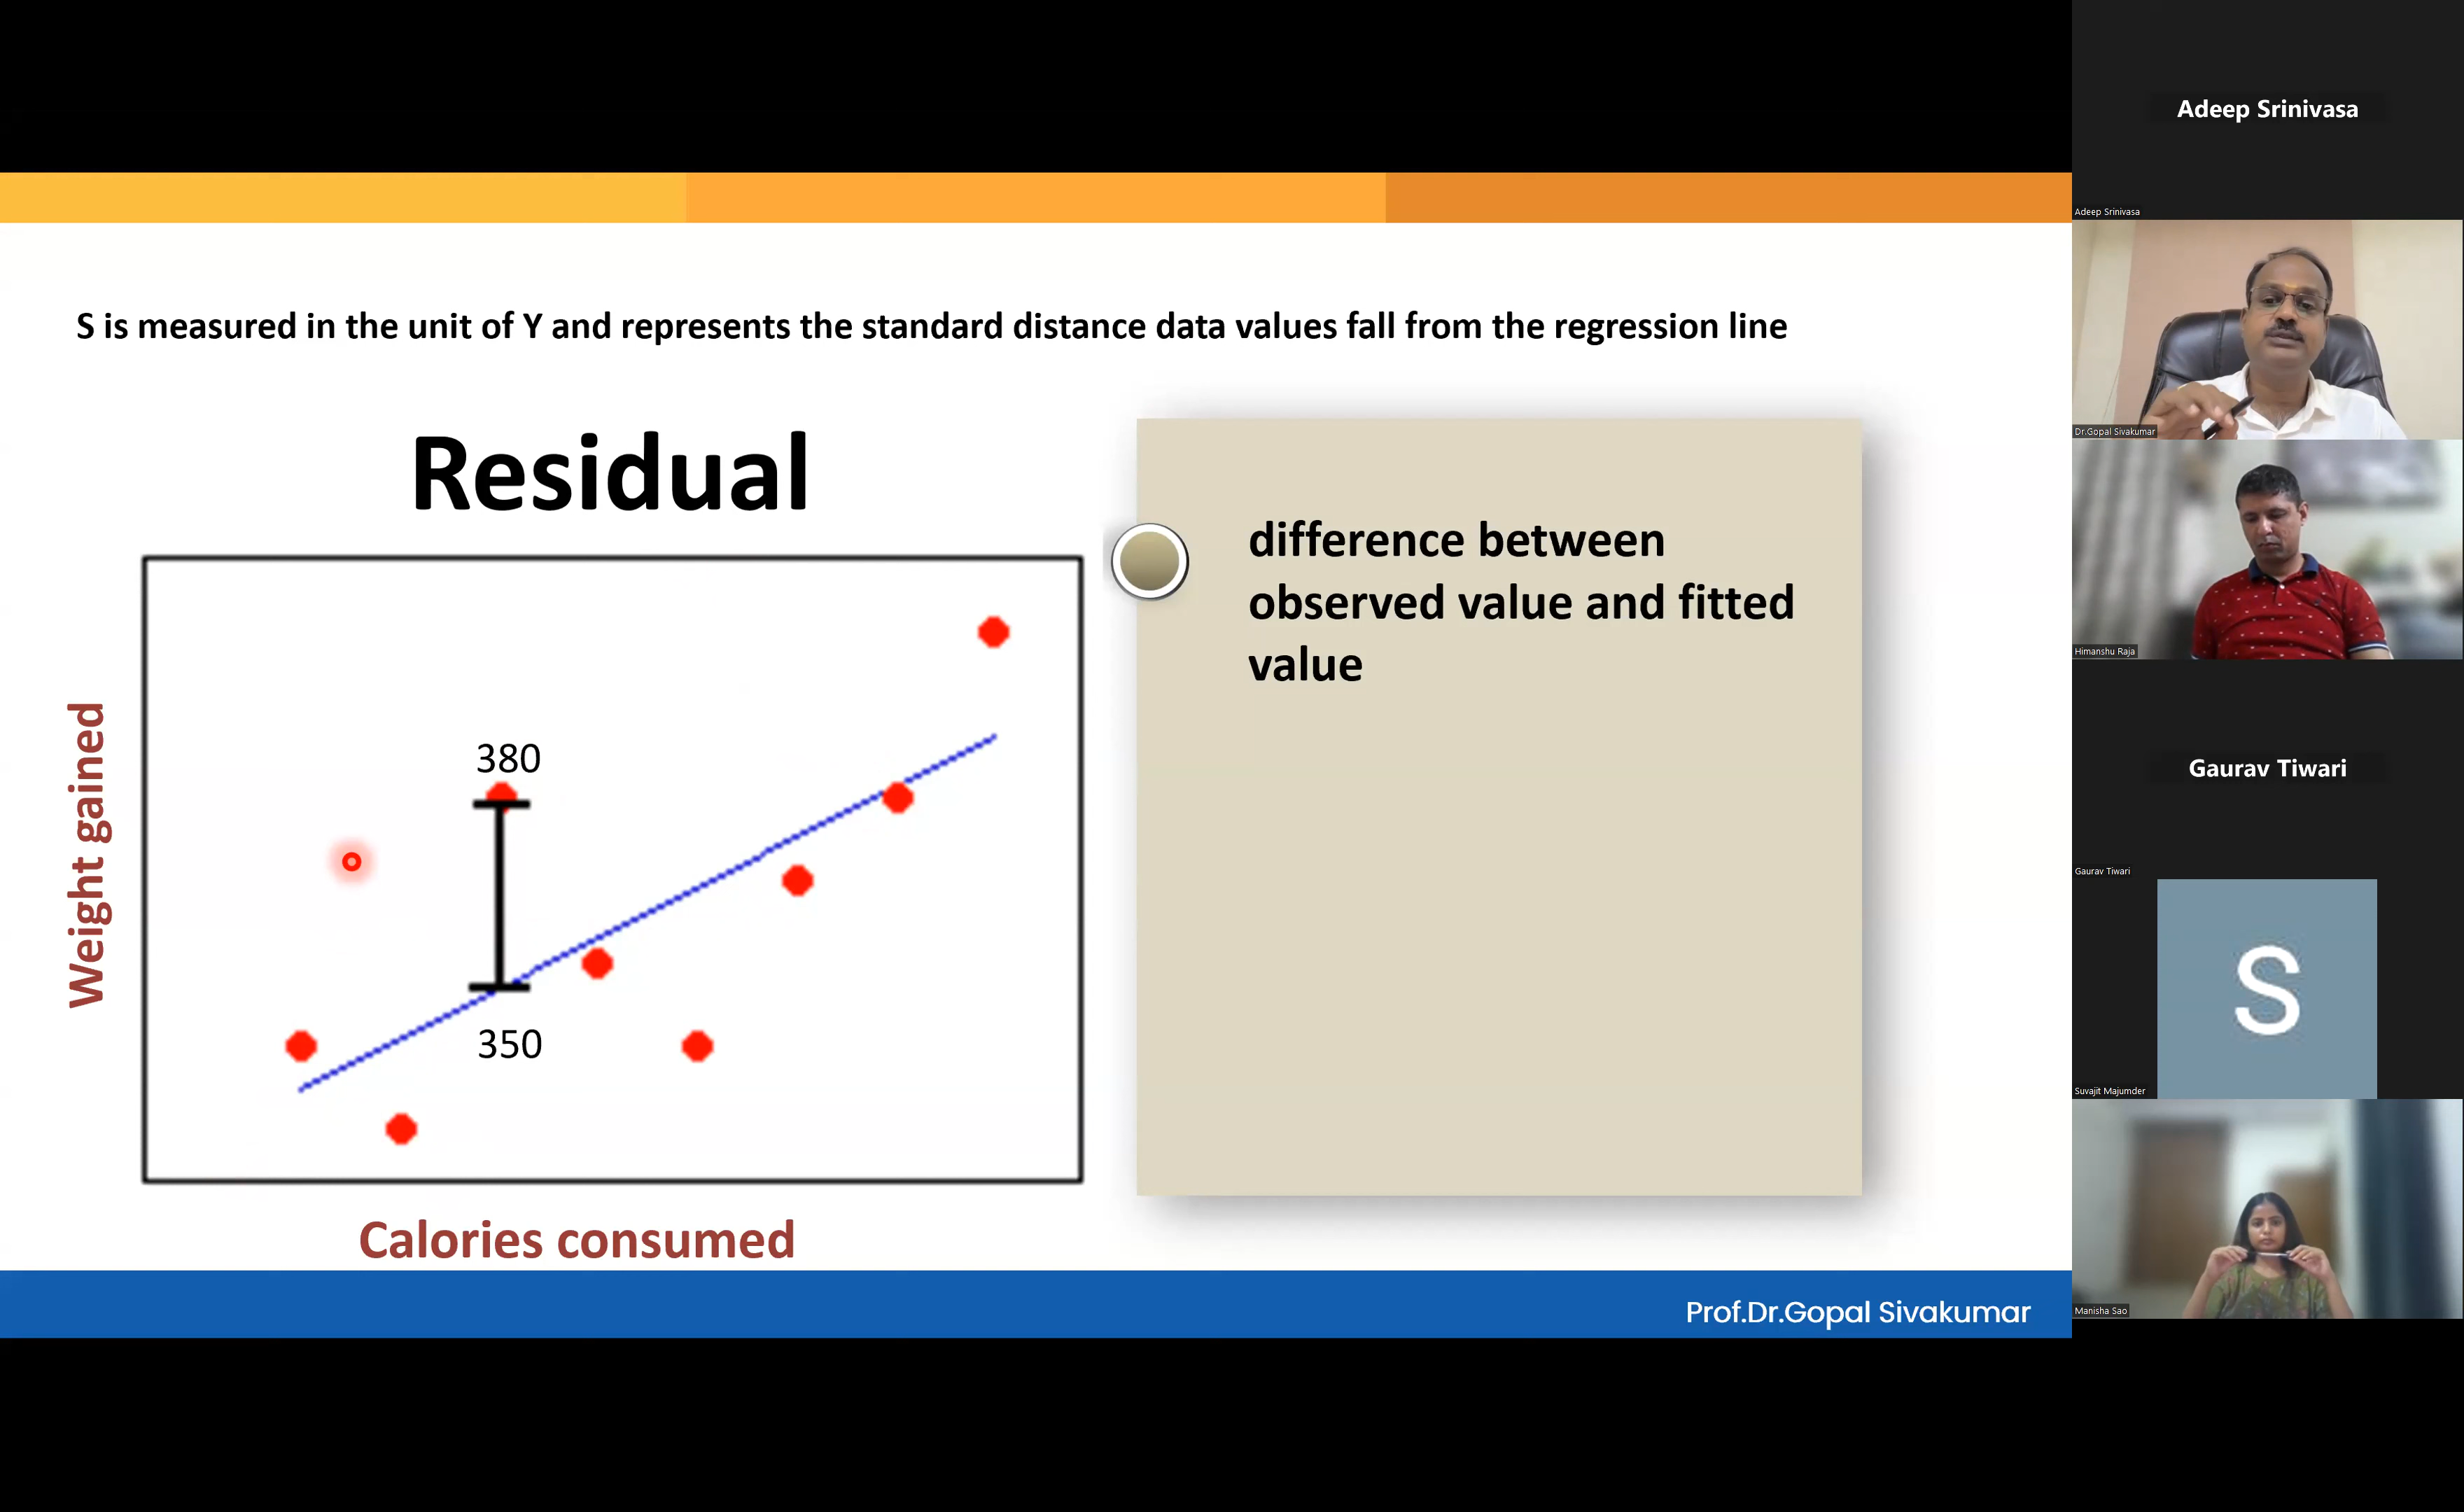 S is measured in the unit of Y and represents the standard distance data values fall from the regression line
Residual
difference between
observed value and fitted
value
Weight gained
380
350
Calories consumed
Prof.Dr.Gopal Sivakumar
Adeep Srinivasa
Adeep Srinivasa
Dr.Gopal Sivakumar
Himanshu Raja
Gaurav Tiwari
Gaurav Tiwari
S
Suvajit Majumder
Manisha Sao